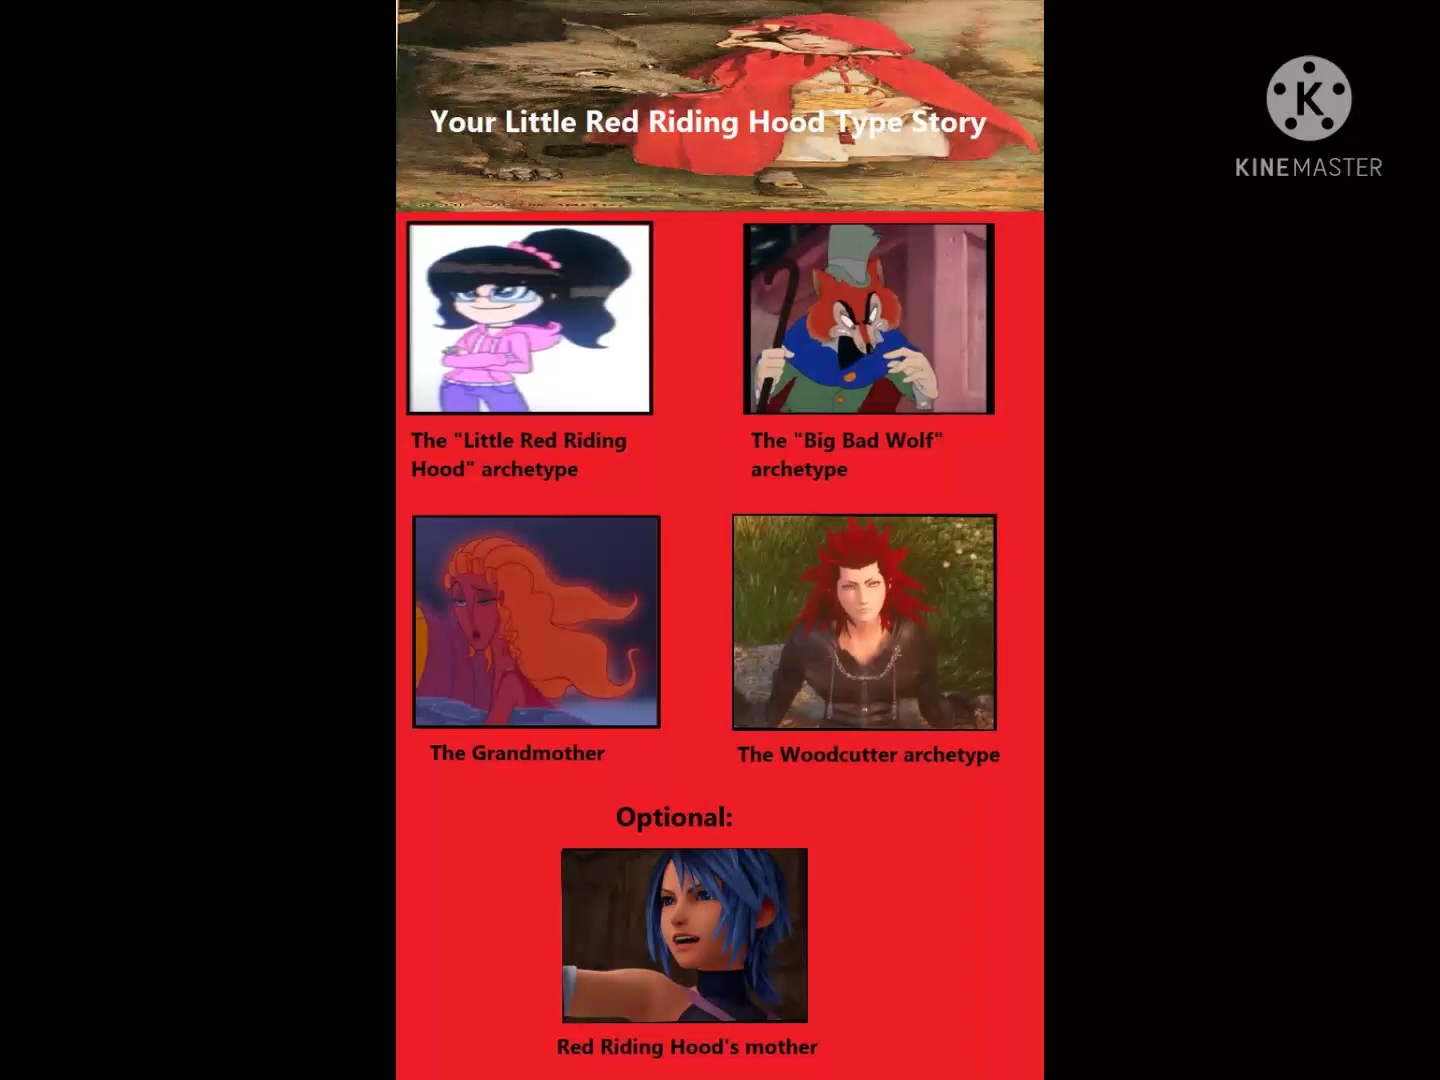 Your Little Red Riding Hood Type Story
K
KINEMASTER
The "Little Red Riding
Hood" archetype
The "Big Bad Wolf"
archetype
The Grandmother
The Woodcutter archetype
Optional:
Red Riding Hood's mother